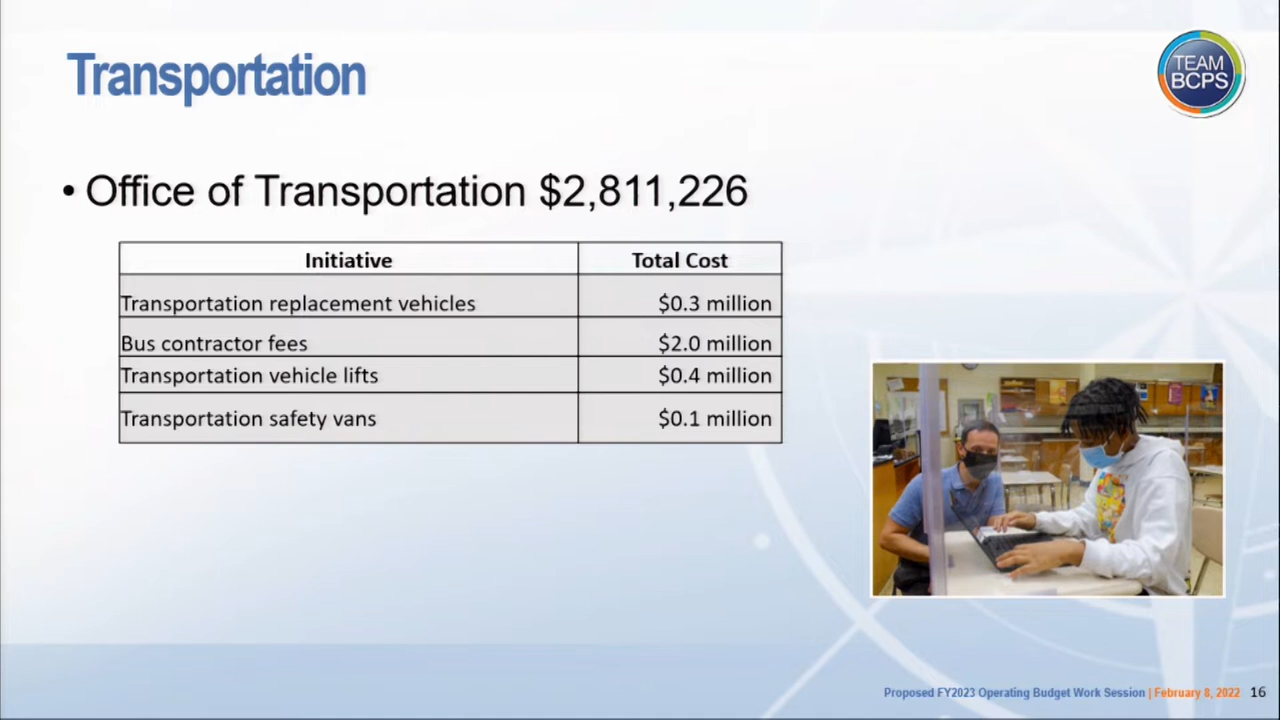 Transportation
TEAM
BCPS
• Office of Transportation $2,811,226
Initiative Total Cost
Transportation replacement vehicles $0.3 million
Bus contractor fees $2.0 million
Transportation vehicle lifts $0.4 million
Transportation safety vans $0.1 million
Proposed FY2023 Operating Budget Work Session | February 8, 2022 16